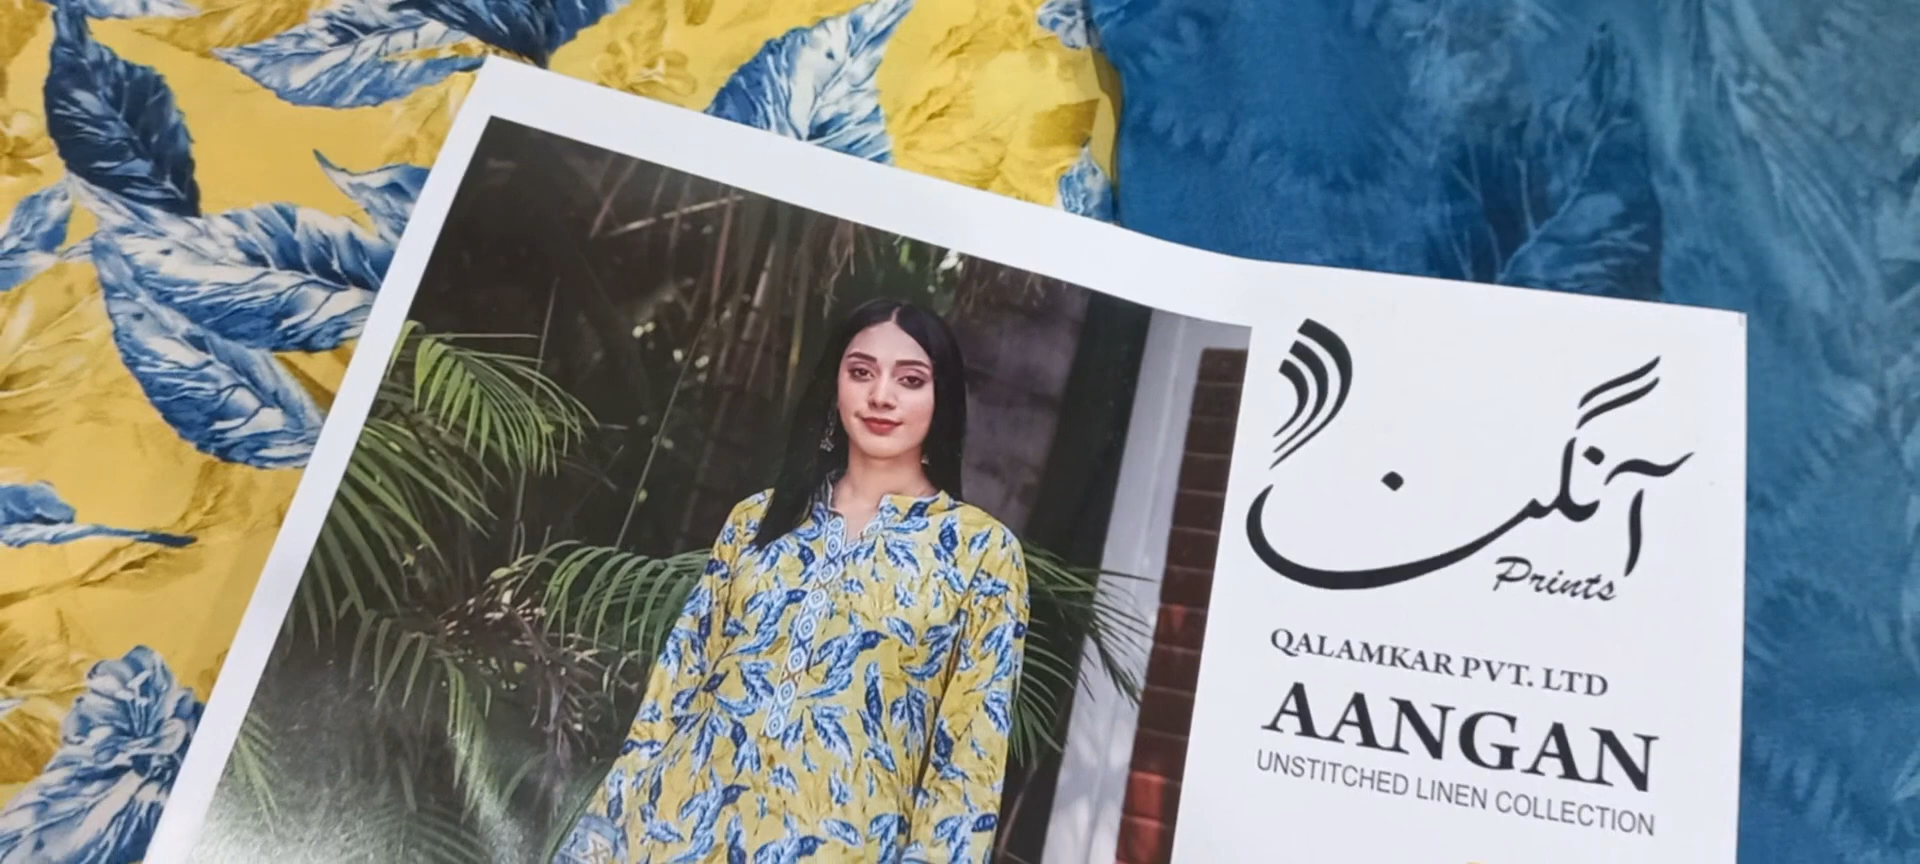 آنگن
Prints
QALAMKAR PVT. LTD
AANGAN
UNSTITCHED LINEN COLLECTION